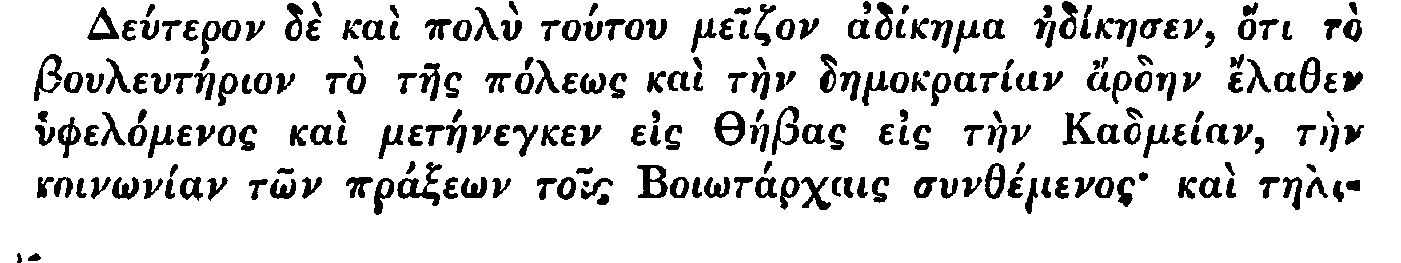 Δεύτερον δὲ καὶ πολὺ τούτου μεῖζον ἀδίκημα ἠδίκησεν, ὅτι τὸ
βουλευτήριον τὸ τῆς πόλεως καὶ τὴν δημοκρατίαν ἄρδην ἔλαθεν
ὑφελόμενος καὶ μετήνεγκεν εἰς Θήβας εἰς τὴν Καδμείαν, τὴν
κοινωνίαν τῶν πράξεων τοῖς Βοιωτάρχαις συνθέμενος· καὶ τηλι-